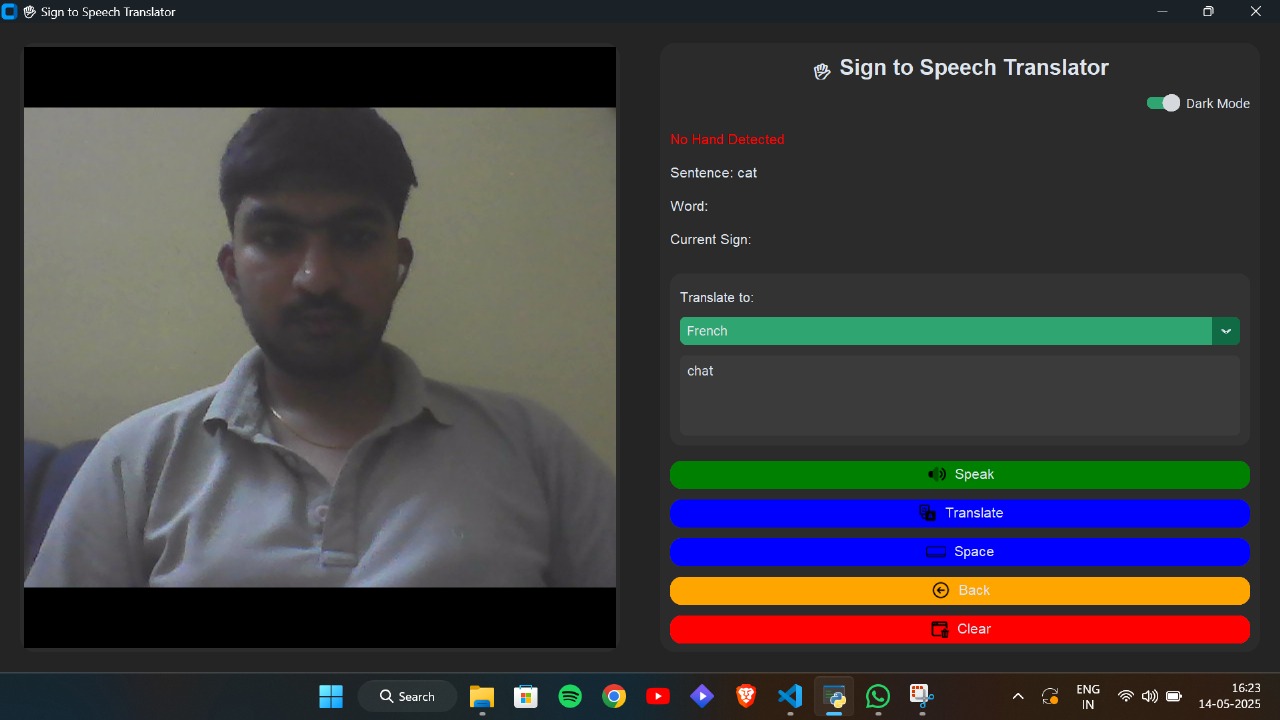 Sign to Speech Translator
Sign to Speech Translator
Dark Mode
No Hand Detected
Sentence: cat
Word:
Current Sign:
Translate to:
French
chat
Speak
Translate
Space
Back
Clear
Search
ENG
IN
16:23
14-05-2025